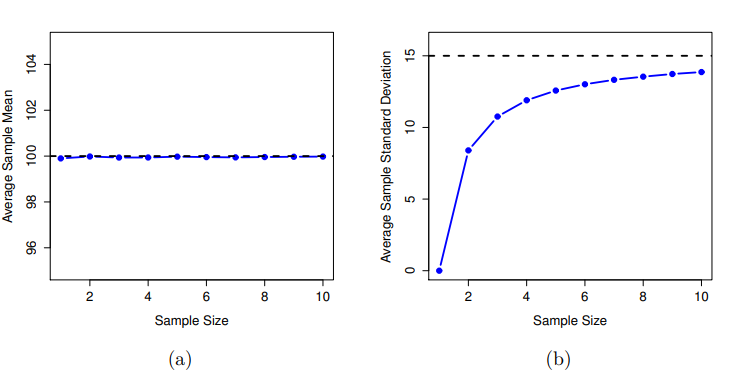 Average Sample Mean
104
102
100
98
96
2 4 6 8 10
Sample Size
(a)
Average Sample Standard Deviation
15
10
5
0
2 4 6 8 10
Sample Size
(b)